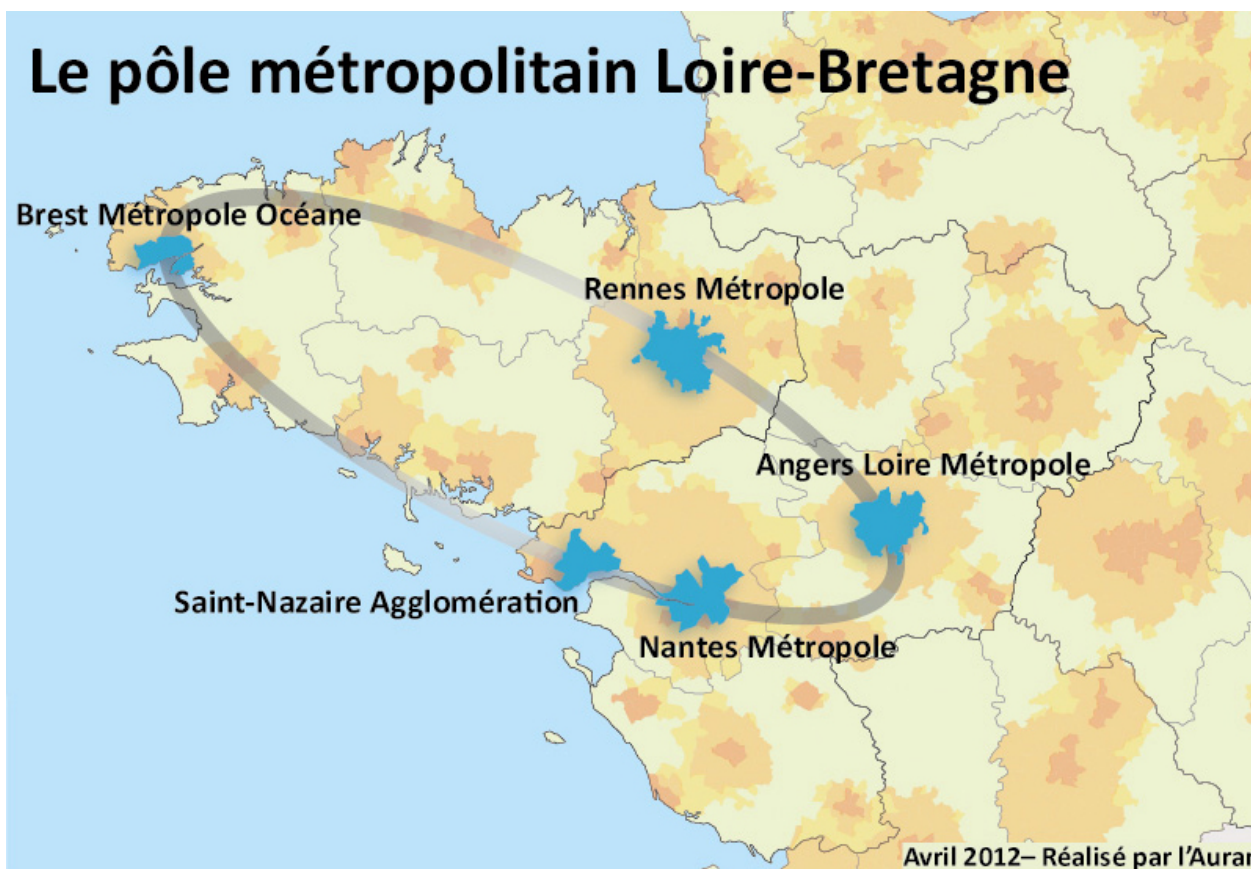 Le pôle métropolitain Loire-Bretagne
Brest Métropole Océane
Rennes Métropole
Angers Loire Métropole
Saint-Nazaire Agglomération
Nantes Métropole
Avril 2012– Réalisé par l'Auran